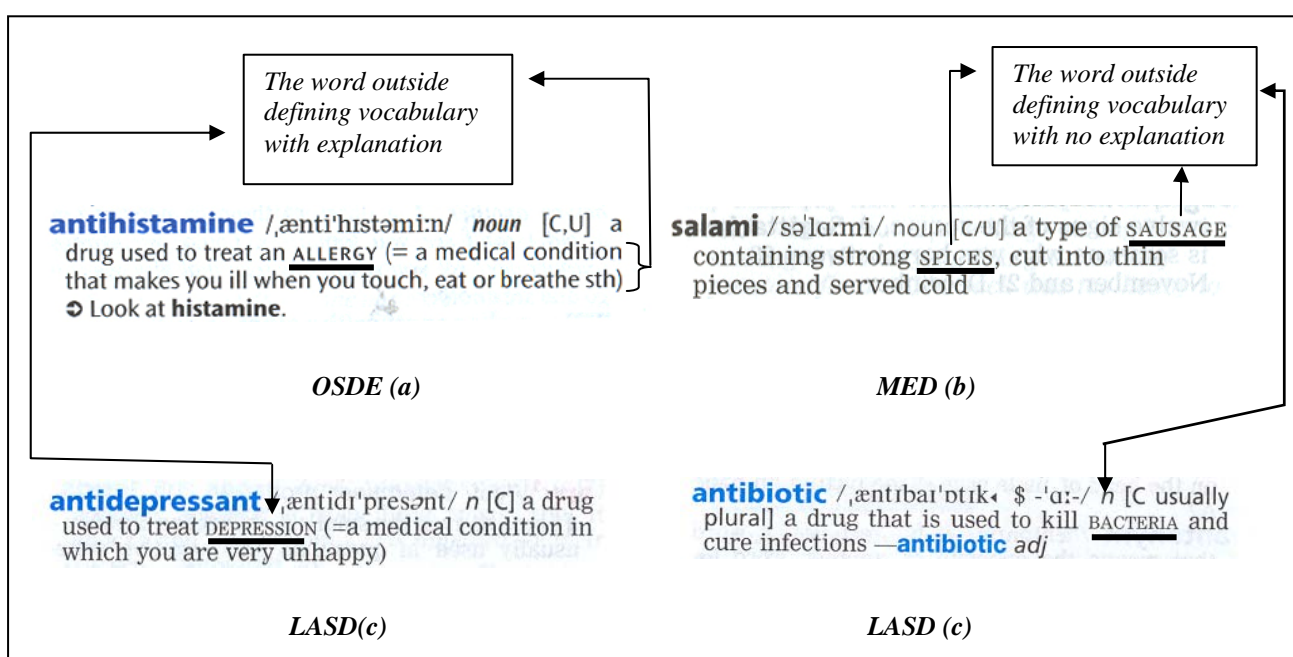 The word outside
defining vocabulary
with explanation
The word outside
defining vocabulary
with no explanation
antihistamine /ˌæntiˈhɪstəmiːn/ noun [C,U] a
drug used to treat an ALLERGY (= a medical condition
that makes you ill when you touch, eat or breathe sth)
➲ Look at histamine.
salami /səˈlɑːmi/ noun [C/U] a type of SAUSAGE
containing strong SPICES, cut into thin
pieces and served cold
OSDE (a)
MED (b)
antidepressant /ˌæntidɪˈpresənt/ n [C] a drug
used to treat DEPRESSION (=a medical condition in
which you are very unhappy)
antibiotic /ˌæntɪbaɪˈɒtɪk◂ $ -ˈɑː-/ n [C usually
plural] a drug that is used to kill BACTERIA and
cure infections —antibiotic adj
LASD(c)
LASD (c)